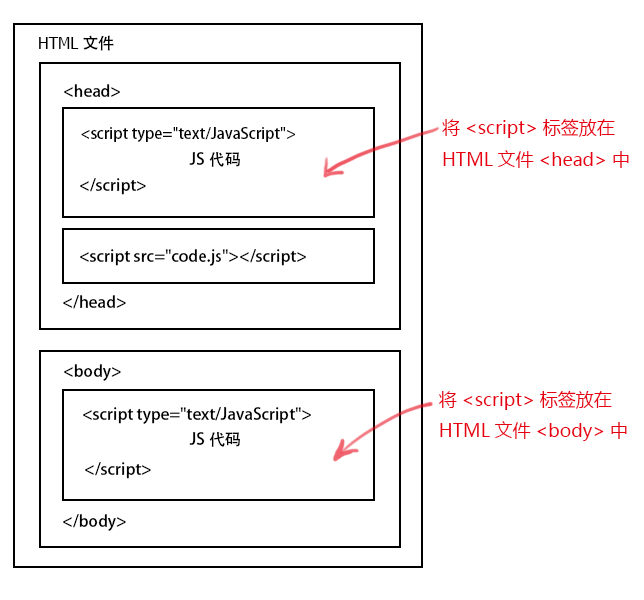 HTML 文件
<head>
<script type="text/JavaScript">
JS 代码
</script>
<script src="code.js"></script>
</head>
将 <script> 标签放在
HTML 文件 <head> 中
<body>
<script type="text/JavaScript">
JS 代码
</script>
</body>
将 <script> 标签放在
HTML 文件 <body> 中